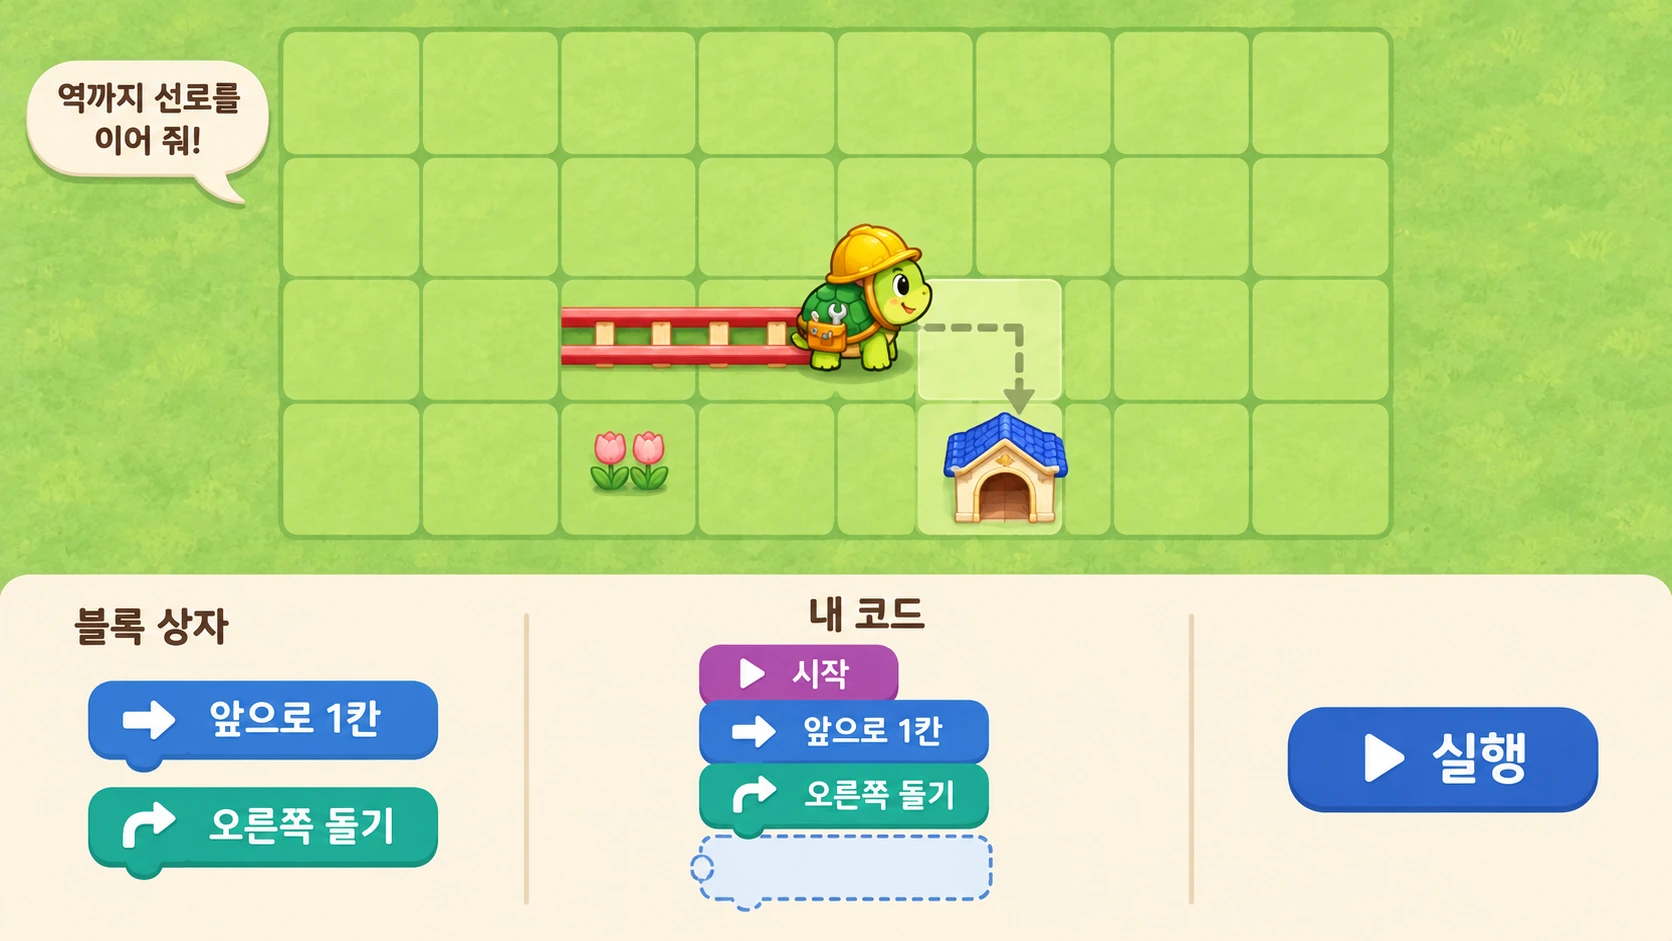 역까지 선로를
이어 줘!
블록 상자
앞으로 1칸
오른쪽 돌기
내 코드
시작
앞으로 1칸
오른쪽 돌기
실행